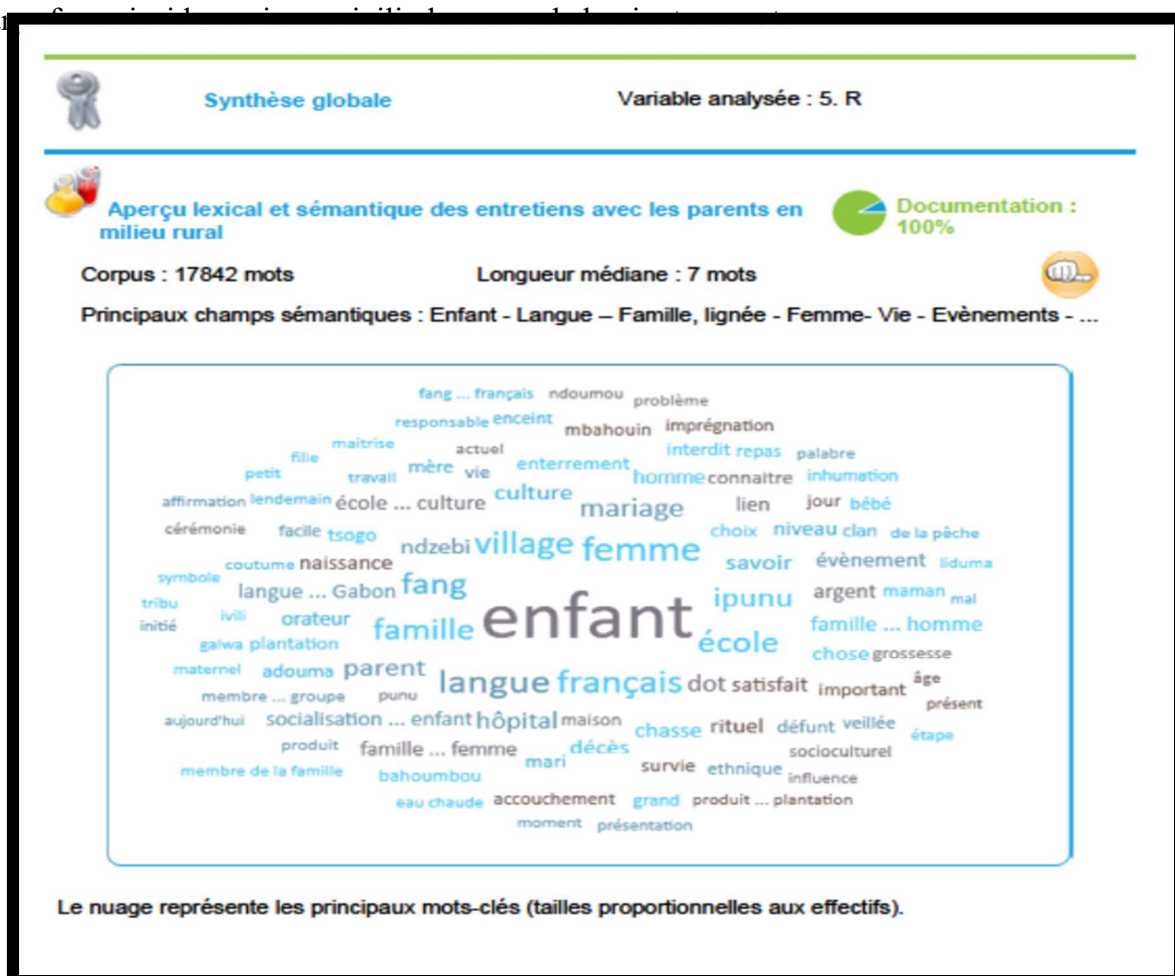 Synthèse globale
Variable analysée : 5. R
Aperçu lexical et sémantique des entretiens avec les parents en
milieu rural
Documentation :
100%
Corpus : 17842 mots
Longueur médiane : 7 mots
Principaux champs sémantiques : Enfant - Langue – Famille, lignée - Femme- Vie - Evènements - ...
fang ... français ndoumou problème
responsable enceint mbahouin imprégnation
maitrise actuel interdit repas palabre
fille petit travail mère vie enterrement homme connaitre inhumation
affirmation lendemain école ... culture culture mariage lien jour bébé
cérémonie facile tsogo ndzebi village femme choix niveau clan de la pêche
coutume naissance savoir évènement liduma
symbole langue ... Gabon fang enfant ipunu argent maman mal
tribu ivili orateur famille école famille ... homme
initié galwa plantation chose grossesse
maternel adouma parent langue français dot satisfait important âge
membre ... groupe punu présent
aujourd'hui socialisation ... enfant hôpital maison chasse rituel défunt veillée étape
produit famille ... femme décès socioculturel
membre de la famille bahoumbou mari survie ethnique influence
eau chaude accouchement grand produit ... plantation
moment présentation
Le nuage représente les principaux mots-clés (tailles proportionnelles aux effectifs).